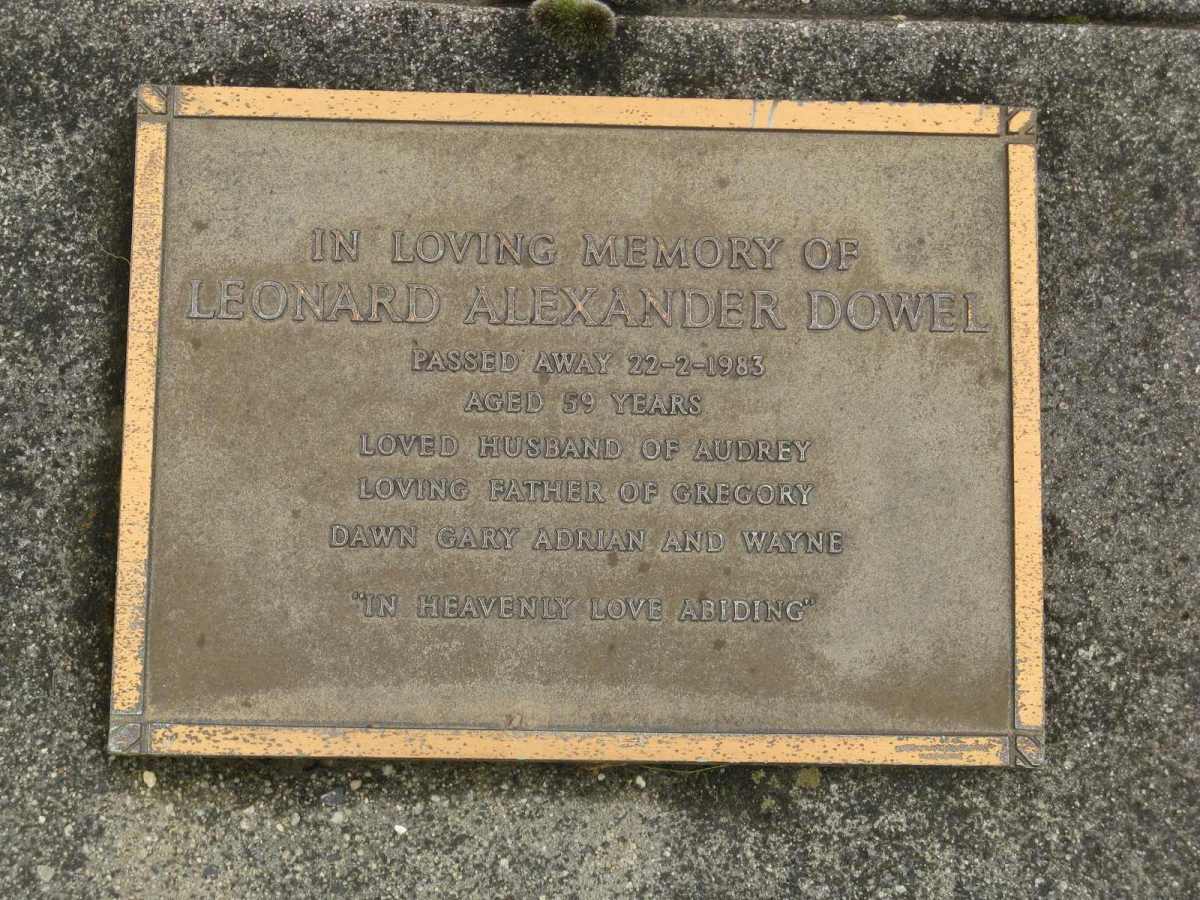 IN LOVING MEMORY OF
LEONARD ALEXANDER DOWEL
PASSED AWAY 22-2-1983
AGED 59 YEARS
LOVED HUSBAND OF AUDREY
LOVING FATHER OF GREGORY
DAWN GARY ADRIAN AND WAYNE
"IN HEAVENLY LOVE ABIDING"